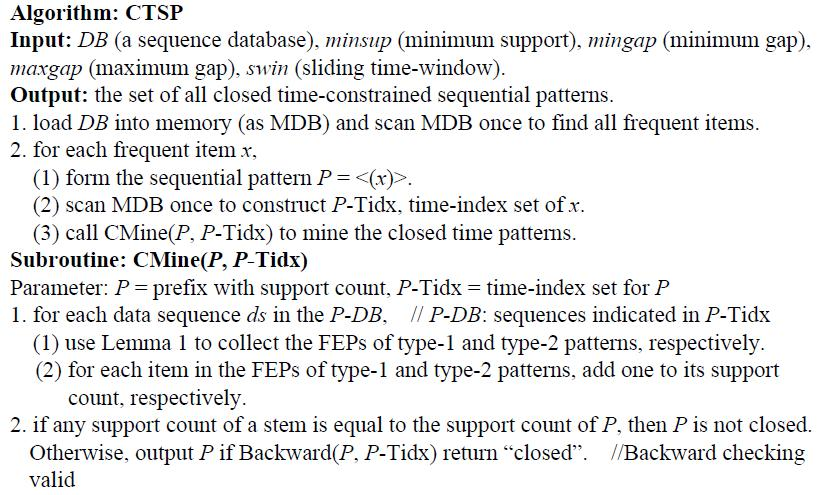 Algorithm: CTSP
Input: DB (a sequence database), minsup (minimum support), mingap (minimum gap),
maxgap (maximum gap), swin (sliding time-window).
Output: the set of all closed time-constrained sequential patterns.
1. load DB into memory (as MDB) and scan MDB once to find all frequent items.
2. for each frequent item x,
(1) form the sequential pattern P = <(x)>.
(2) scan MDB once to construct P-Tidx, time-index set of x.
(3) call CMine(P, P-Tidx) to mine the closed time patterns.
Subroutine: CMine(P, P-Tidx)
Parameter: P = prefix with support count, P-Tidx = time-index set for P
1. for each data sequence ds in the P-DB, // P-DB: sequences indicated in P-Tidx
(1) use Lemma 1 to collect the FEPs of type-1 and type-2 patterns, respectively.
(2) for each item in the FEPs of type-1 and type-2 patterns, add one to its support
count, respectively.
2. if any support count of a stem is equal to the support count of P, then P is not closed.
Otherwise, output P if Backward(P, P-Tidx) return “closed”. //Backward checking
valid